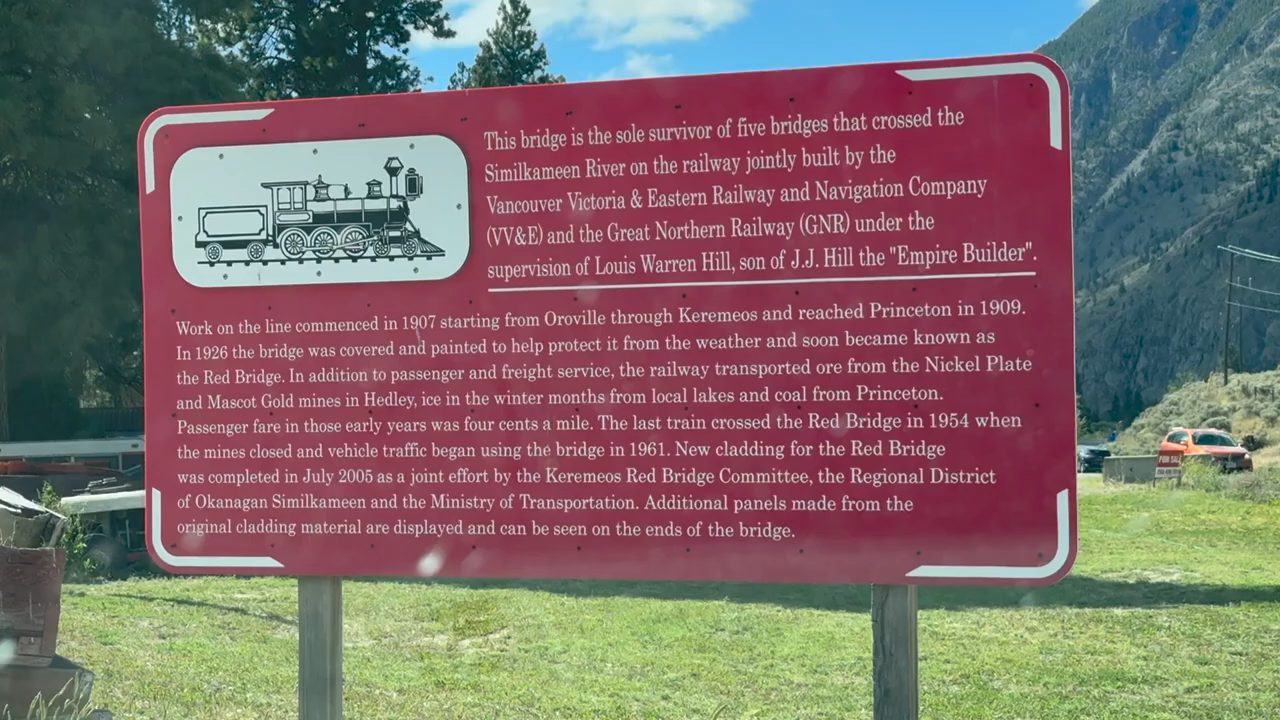 This bridge is the sole survivor of five bridges that crossed the
Similkameen River on the railway jointly built by the
Vancouver Victoria & Eastern Railway and Navigation Company
(VV&E) and the Great Northern Railway (GNR) under the
supervision of Louis Warren Hill, son of J.J. Hill the "Empire Builder".
Work on the line commenced in 1907 starting from Oroville through Keremeos and reached Princeton in 1909.
In 1926 the bridge was covered and painted to help protect it from the weather and soon became known as
the Red Bridge. In addition to passenger and freight service, the railway transported ore from the Nickel Plate
and Mascot Gold mines in Hedley, ice in the winter months from local lakes and coal from Princeton.
Passenger fare in those early years was four cents a mile. The last train crossed the Red Bridge in 1954 when
the mines closed and vehicle traffic began using the bridge in 1961. New cladding for the Red Bridge
was completed in July 2005 as a joint effort by the Keremeos Red Bridge Committee, the Regional District
of Okanagan Similkameen and the Ministry of Transportation. Additional panels made from the
original cladding material are displayed and can be seen on the ends of the bridge.